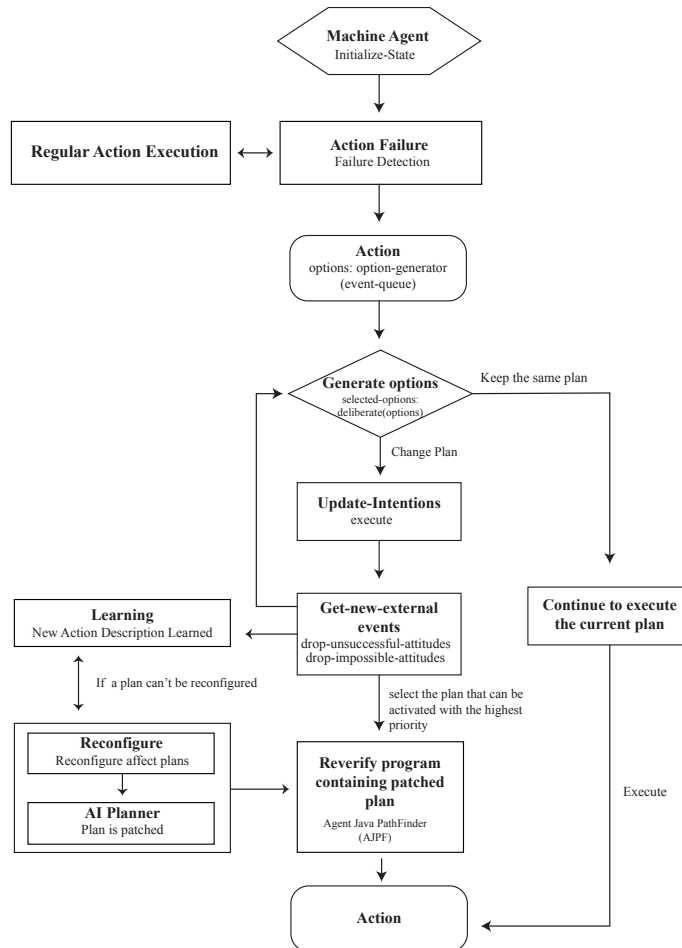 Machine Agent
Initialize-State
Regular Action Execution
Action Failure
Failure Detection
Action
options: option-generator
(event-queue)
Generate options
selected-options:
deliberate(options)
Keep the same plan
Change Plan
Update-Intentions
execute
Learning
New Action Description Learned
Get-new-external
events
drop-unsuccessful-attitudes
drop-impossible-attitudes
Continue to execute
the current plan
If a plan can't be reconfigured
select the plan that can be
activated with the highest
priority
Reconfigure
Reconfigure affect plans
AI Planner
Plan is patched
Reverify program
containing patched
plan
Agent Java PathFinder
(AJPF)
Execute
Action